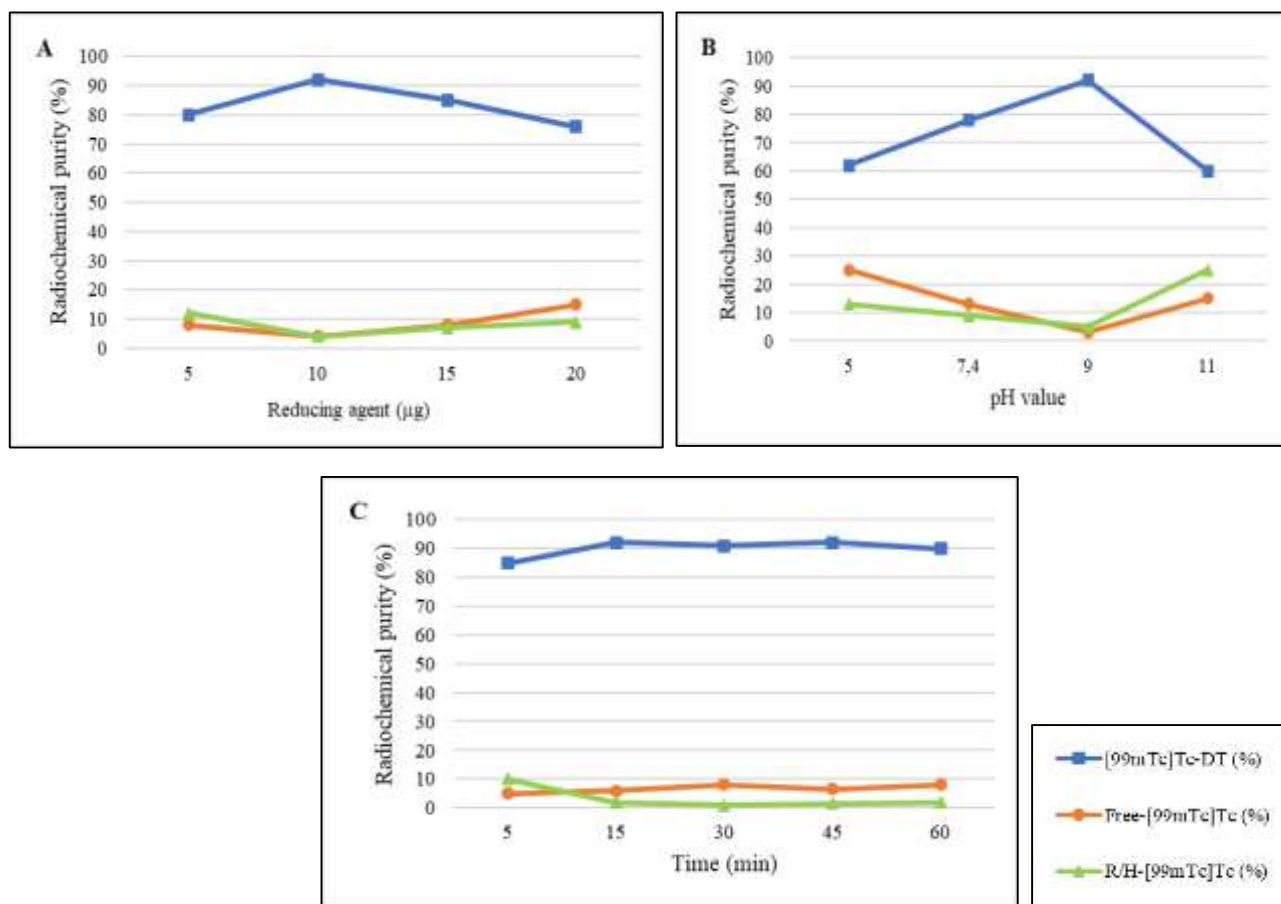 A
Radiochemical purity (%)
100
90
80
70
60
50
40
30
20
10
0
5 10 15 20
Reducing agent (µg)
B
Radiochemical purity (%)
100
90
80
70
60
50
40
30
20
10
0
5 7,4 9 11
pH value
C
Radiochemical purity (%)
100
90
80
70
60
50
40
30
20
10
0
5 15 30 45 60
Time (min)
[99mTc]Tc-DT (%)
Free-[99mTc]Tc (%)
R/H-[99mTc]Tc (%)